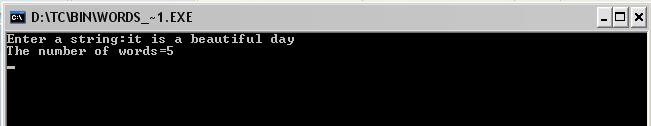 D:\TC\BIN\WORDS_~1.EXE
Enter a string:it is a beautiful day
The number of words=5